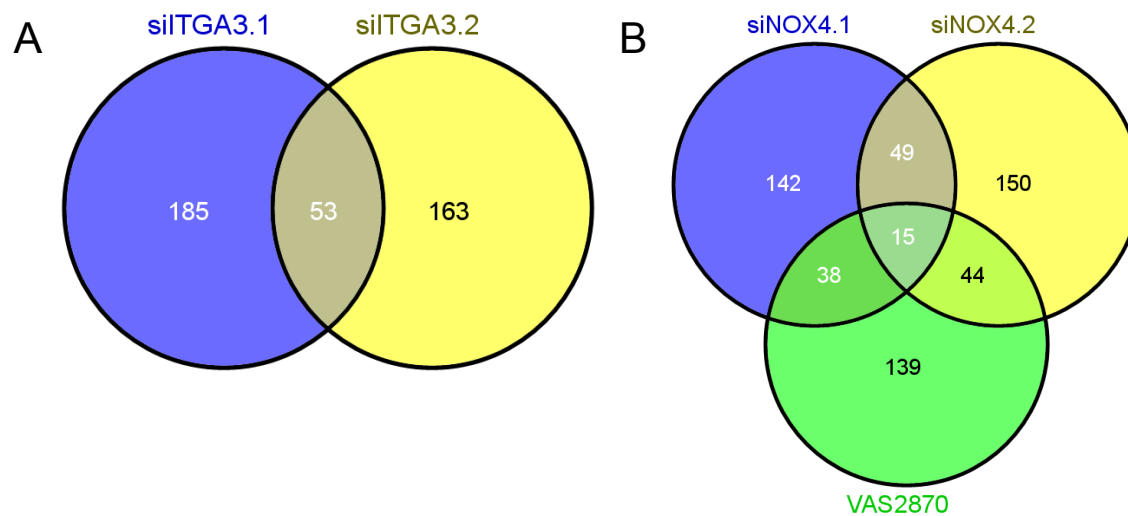 A
siITGA3.1 siITGA3.2
185 53 163
B
siNOX4.1 siNOX4.2
49
142 150
15
38 44
139
VAS2870